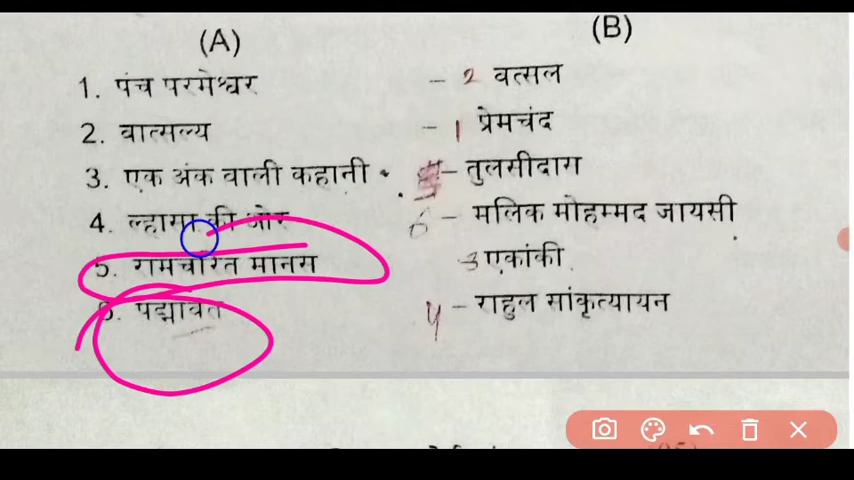 (A) (B)
1. पंच परमेश्वर – 2 वत्सल
2. वात्सल्य – 1 प्रेमचंद
3. एक अंक वाली कहानी – तुलसीदास
4. ल्हासा की ओर 6 – मलिक मोहम्मद जायसी
5. रामचरित मानस 3 एकांकी
6. पद्मावत 4 – राहुल सांकृत्यायन